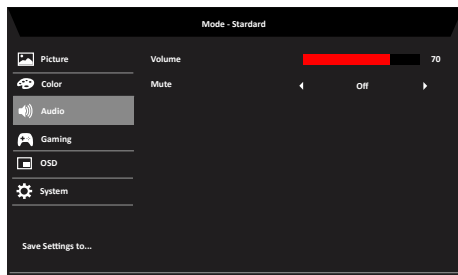 Mode - Stardard
Picture
Volume 70
Color
Mute Off
Audio
Gaming
OSD
System
Save Settings to...